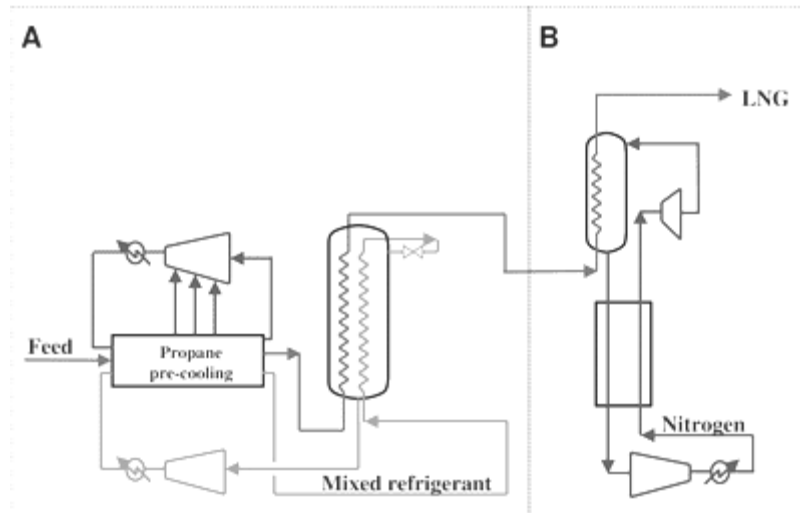 A
B
LNG
Feed
Propane
pre-cooling
Nitrogen
Mixed refrigerant